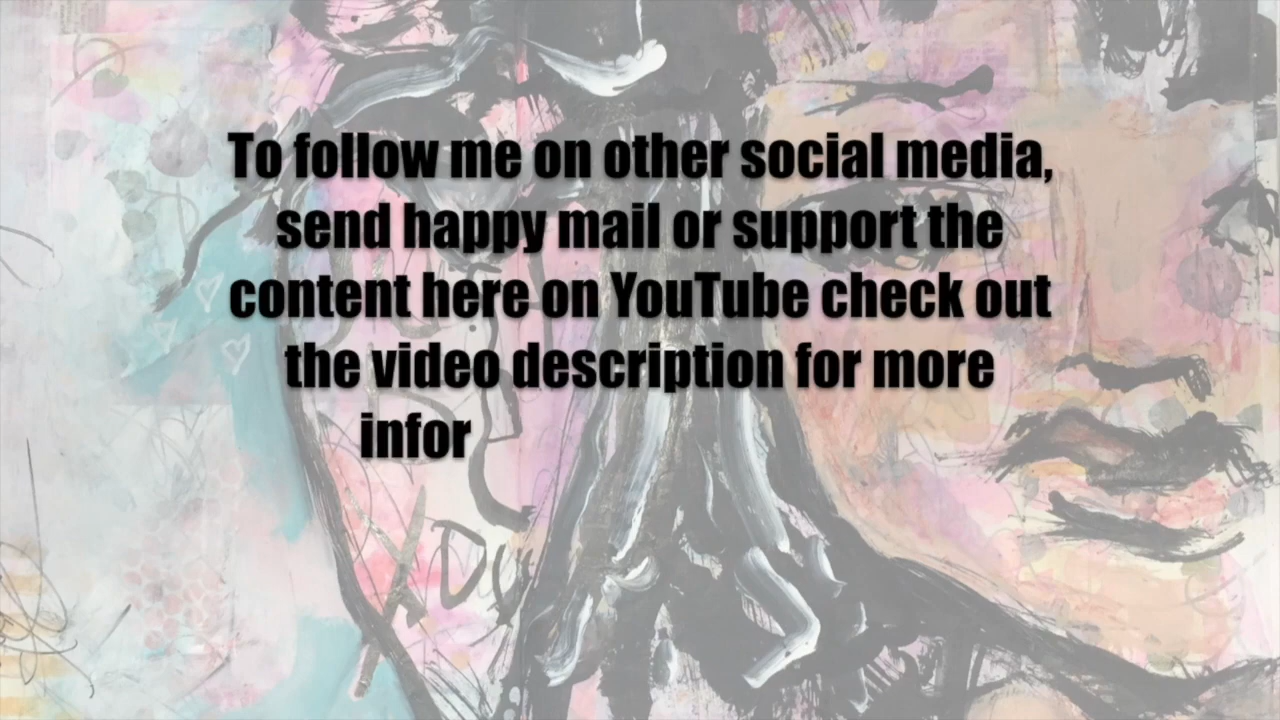 To follow me on other social media,
send happy mail or support the
content here on YouTube check out
the video description for more
infor
you